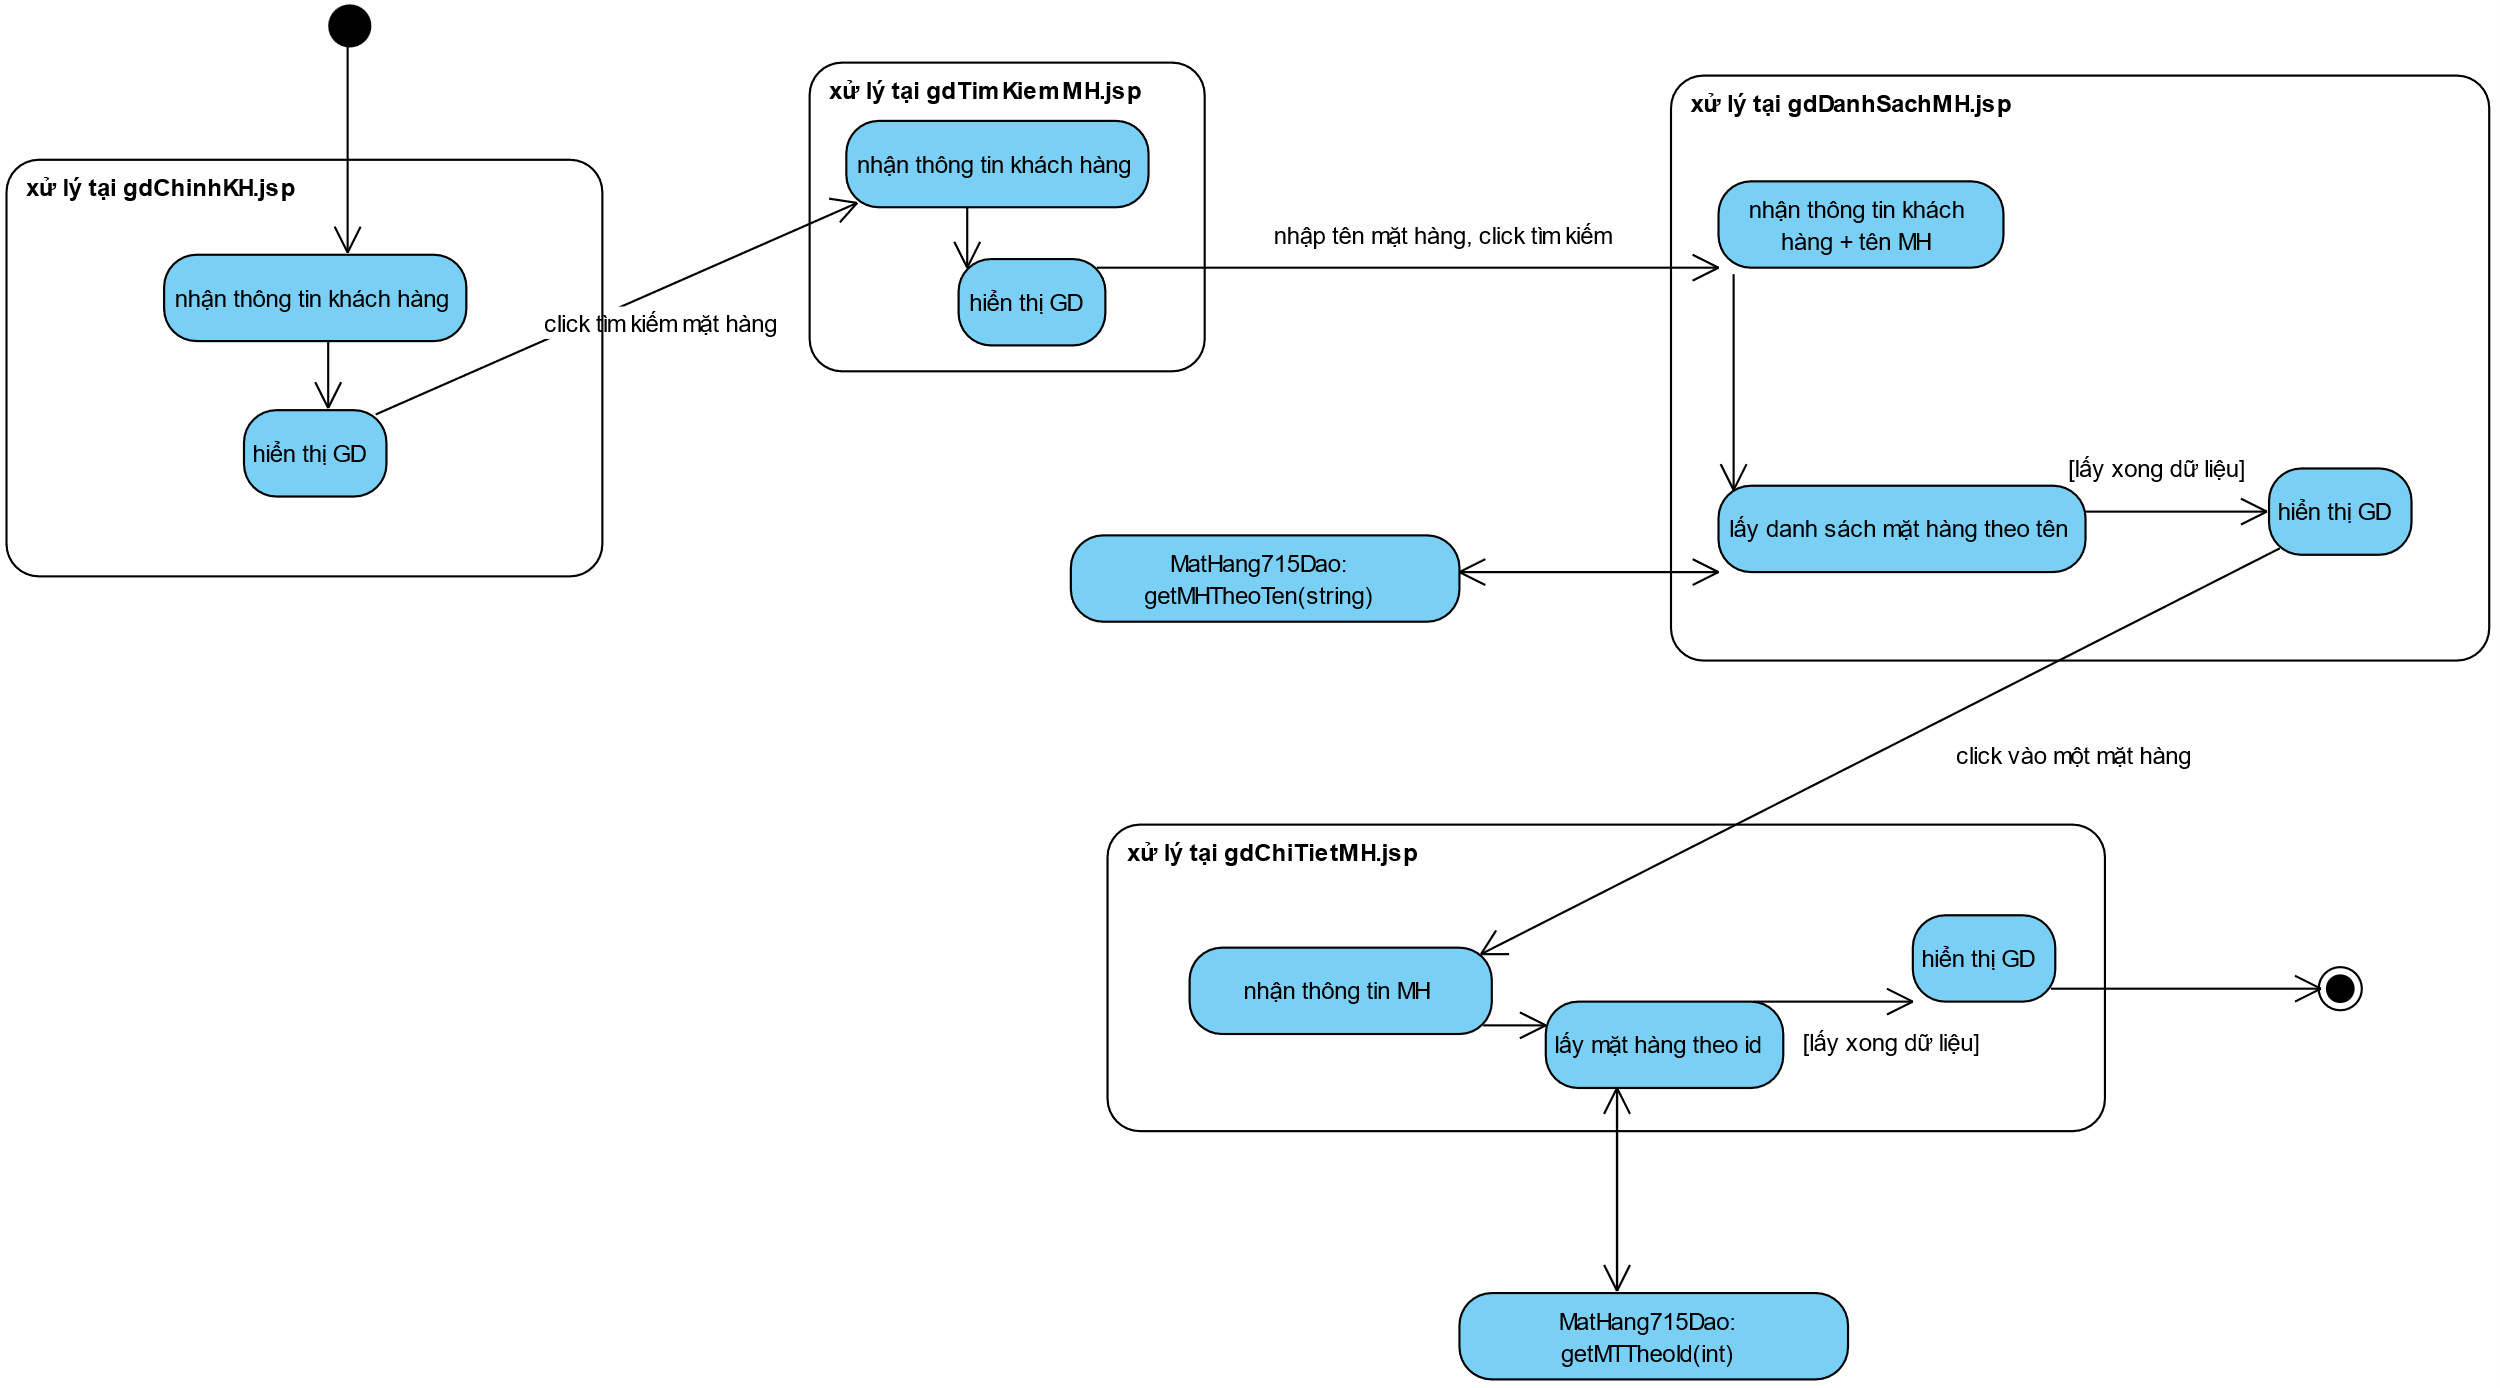 xử lý tại gdChinhKH.jsp
nhận thông tin khách hàng
hiển thị GD
click tìm kiếm mặt hàng
xử lý tại gdTimKiemMH.jsp
nhận thông tin khách hàng
hiển thị GD
nhập tên mặt hàng, click tìm kiếm
xử lý tại gdDanhSachMH.jsp
nhận thông tin khách
hàng + tên MH
lấy danh sách mặt hàng theo tên
[lấy xong dữ liệu]
hiển thị GD
MatHang715Dao:
getMHTheoTen(string)
click vào một mặt hàng
xử lý tại gdChiTietMH.jsp
nhận thông tin MH
lấy mặt hàng theo id
[lấy xong dữ liệu]
hiển thị GD
MatHang715Dao:
getMTTheoId(int)